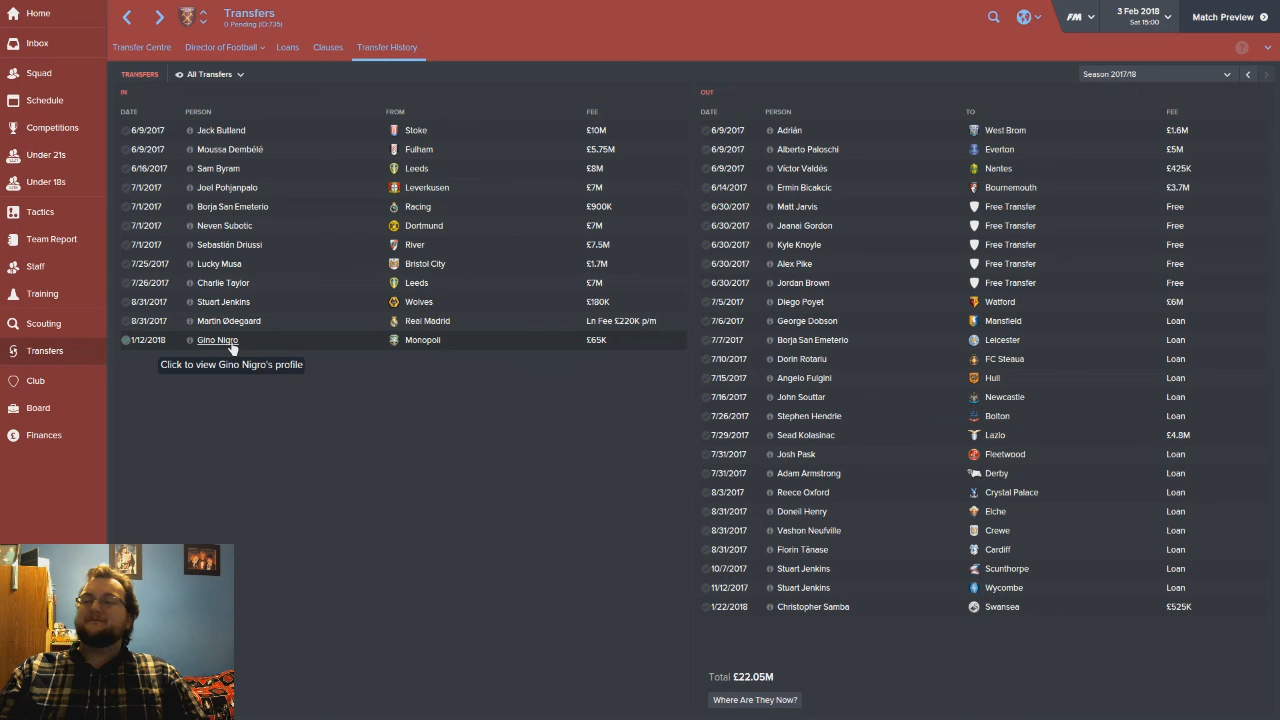 Home
Inbox
Squad
Schedule
Competitions
Under 21s
Under 18s
Tactics
Team Report
Staff
Training
Scouting
Transfers
Club
Board
Finances
Transfers
0 Pending (ID:735)
FM
3 Feb 2018
Sat 15:00
Match Preview
Transfer Centre
Director of Football
Loans
Clauses
Transfer History
TRANSFERS
All Transfers
Season 2017/18
IN
DATE PERSON FROM FEE
6/9/2017 Jack Butland Stoke £10M
6/9/2017 Moussa Dembélé Fulham £5.75M
6/16/2017 Sam Byram Leeds £8M
7/1/2017 Joel Pohjanpalo Leverkusen £7M
7/1/2017 Borja San Emeterio Racing £900K
7/1/2017 Neven Subotic Dortmund £7M
7/1/2017 Sebastián Driussi River £7.5M
7/25/2017 Lucky Musa Bristol City £1.7M
7/26/2017 Charlie Taylor Leeds £7M
8/31/2017 Stuart Jenkins Wolves £180K
8/31/2017 Martin Ødegaard Real Madrid Ln Fee £220K p/m
1/12/2018 Gino Nigro Monopoli £65K
Click to view Gino Nigro's profile
OUT
DATE PERSON TO FEE
6/9/2017 Adrián West Brom £1.6M
6/9/2017 Alberto Paloschi Everton £5M
6/9/2017 Víctor Valdés Nantes £425K
6/14/2017 Ermin Bicakcic Bournemouth £3.7M
6/30/2017 Matt Jarvis Free Transfer Free
6/30/2017 Jaanai Gordon Free Transfer Free
6/30/2017 Kyle Knoyle Free Transfer Free
6/30/2017 Alex Pike Free Transfer Free
6/30/2017 Jordan Brown Free Transfer Free
7/5/2017 Diego Poyet Watford £6M
7/6/2017 George Dobson Mansfield Loan
7/7/2017 Borja San Emeterio Leicester Loan
7/10/2017 Dorin Rotariu FC Steaua Loan
7/15/2017 Angelo Fulgini Hull Loan
7/16/2017 John Souttar Newcastle Loan
7/26/2017 Stephen Hendrie Bolton Loan
7/29/2017 Sead Kolasinac Lazio £4.8M
7/31/2017 Josh Pask Fleetwood Loan
7/31/2017 Adam Armstrong Derby Loan
8/3/2017 Reece Oxford Crystal Palace Loan
8/31/2017 Doneil Henry Elche Loan
8/31/2017 Vashon Neufville Crewe Loan
8/31/2017 Florin Tănase Cardiff Loan
10/7/2017 Stuart Jenkins Scunthorpe Loan
11/12/2017 Stuart Jenkins Wycombe Loan
1/22/2018 Christopher Samba Swansea £525K
Total £22.05M
Where Are They Now?